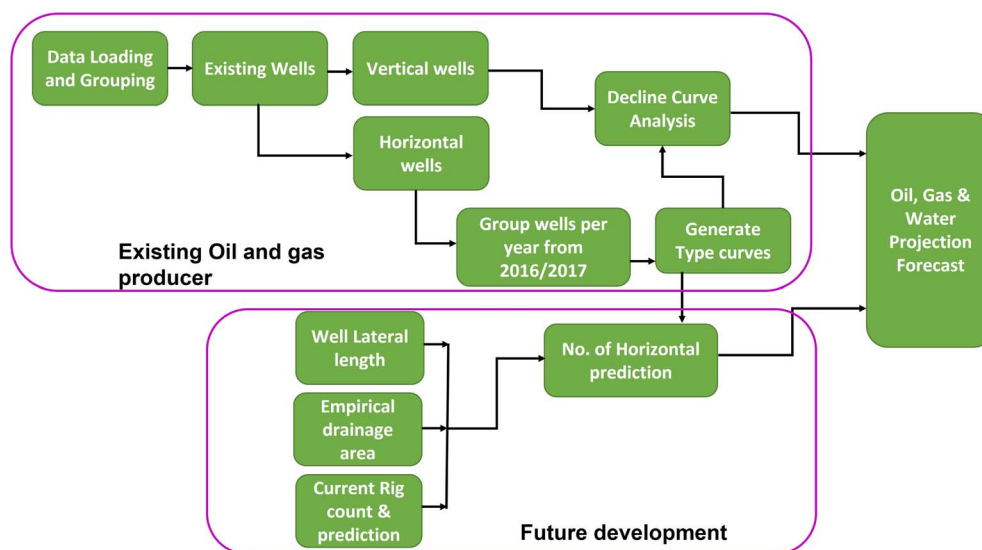 Data Loading
and Grouping
Existing Wells
Vertical wells
Decline Curve
Analysis
Horizontal
wells
Oil, Gas &
Water
Projection
Forecast
Group wells per
year from
2016/2017
Generate
Type curves
Existing Oil and gas
producer
Well Lateral
length
No. of Horizontal
prediction
Empirical
drainage
area
Current Rig
count &
prediction
Future development